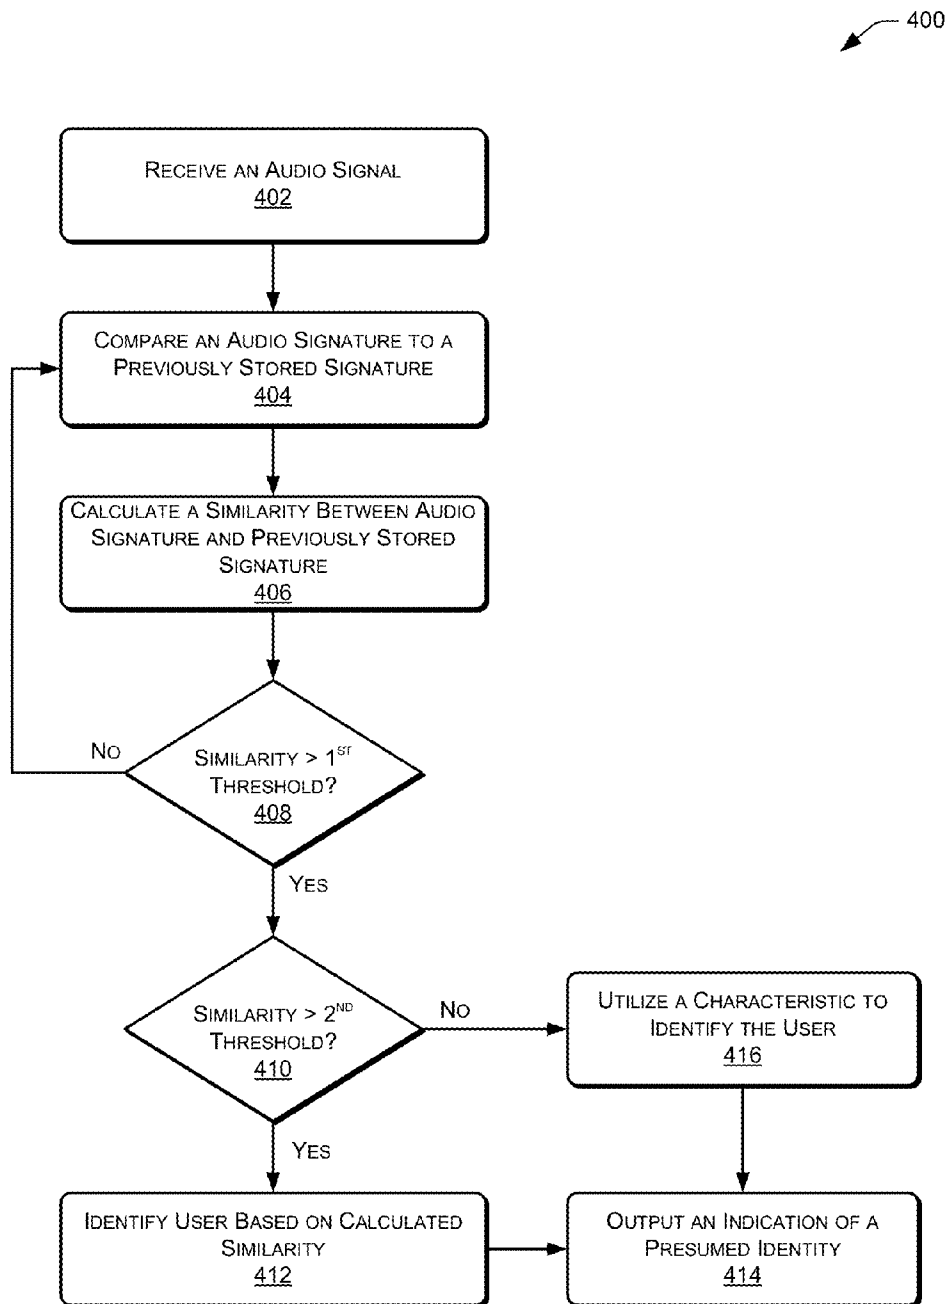 400
RECEIVE AN AUDIO SIGNAL
402
COMPARE AN AUDIO SIGNATURE TO A
PREVIOUSLY STORED SIGNATURE
404
CALCULATE A SIMILARITY BETWEEN AUDIO
SIGNATURE AND PREVIOUSLY STORED
SIGNATURE
406
NO
SIMILARITY > 1ST
THRESHOLD?
408
YES
SIMILARITY > 2ND
THRESHOLD?
410
NO
UTILIZE A CHARACTERISTIC TO
IDENTIFY THE USER
416
YES
IDENTIFY USER BASED ON CALCULATED
SIMILARITY
412
OUTPUT AN INDICATION OF A
PRESUMED IDENTITY
414